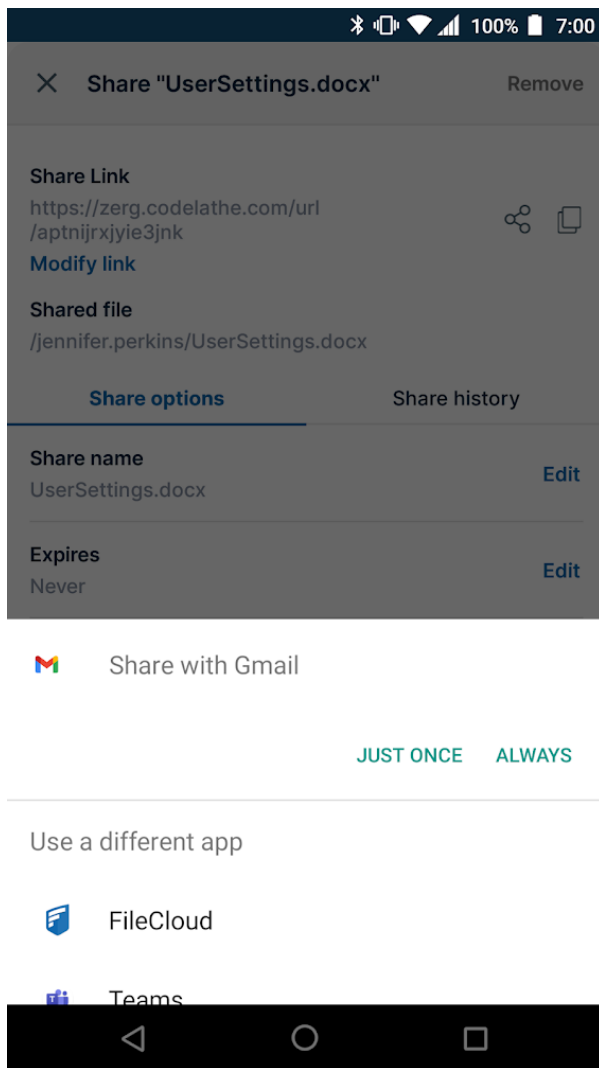 100% 7:00
Share "UserSettings.docx" Remove
Share Link
https://zerg.codelathe.com/url
/aptnijrxjyie3jnk
Modify link
Shared file
/jennifer.perkins/UserSettings.docx
Share options Share history
Share name
UserSettings.docx
Edit
Expires
Never
Edit
Share with Gmail
JUST ONCE ALWAYS
Use a different app
FileCloud
Teams